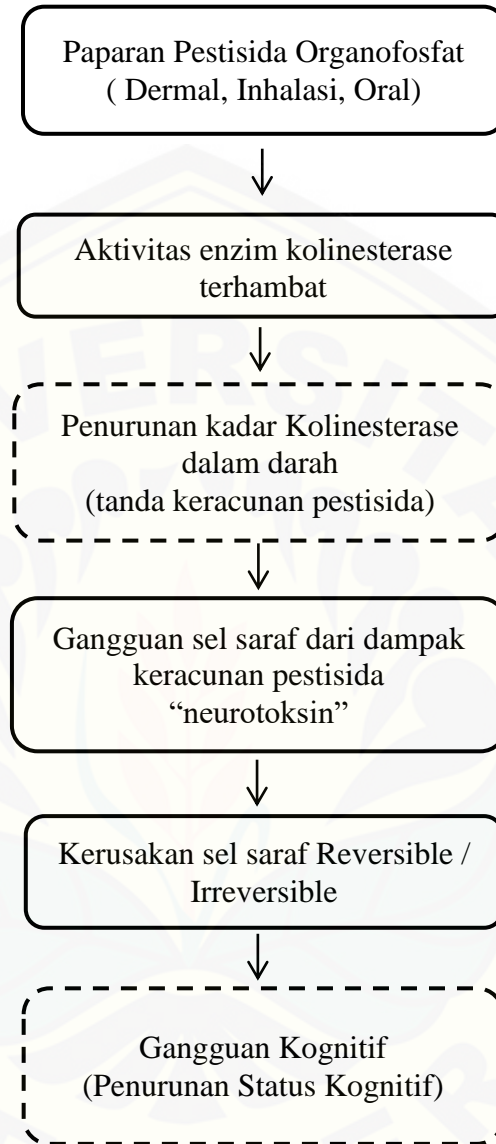 Paparan Pestisida Organofosfat
( Dermal, Inhalasi, Oral)
Aktivitas enzim kolinesterase
terhambat
Penurunan kadar Kolinesterase
dalam darah
(tanda keracunan pestisida)
Gangguan sel saraf dari dampak
keracunan pestisida
“neurotoksin”
Kerusakan sel saraf Reversible /
Irreversible
Gangguan Kognitif
(Penurunan Status Kognitif)